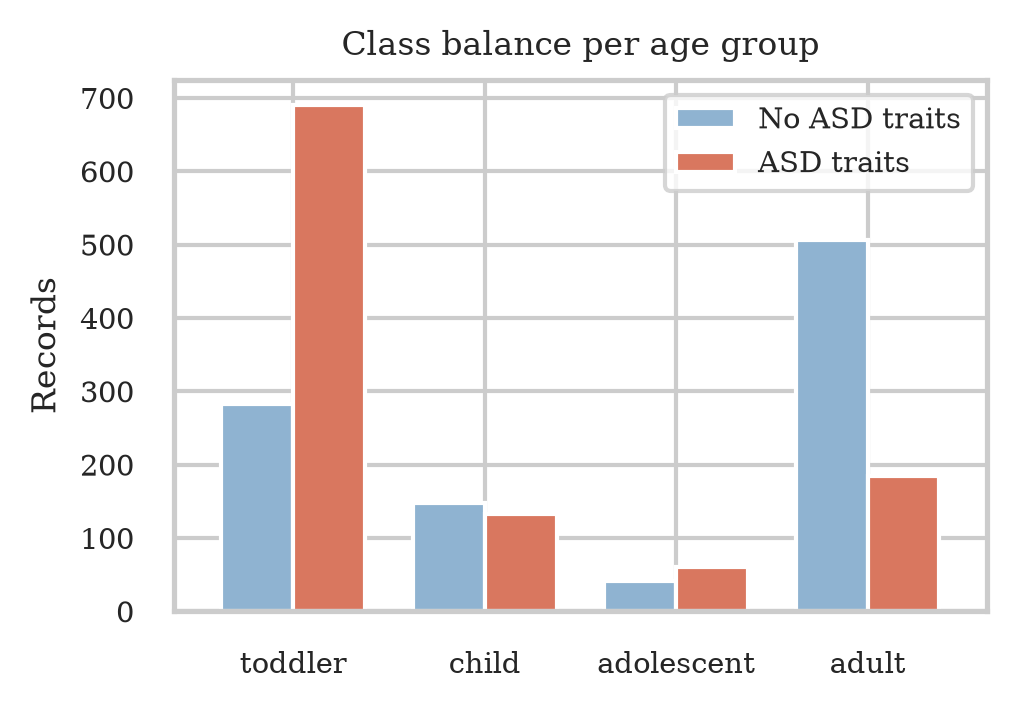 Class balance per age group
700
600
500
400
300
200
100
0
Records
No ASD traits
ASD traits
toddler child adolescent adult